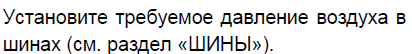 Установите требуемое давление воздуха в
шинах (см. раздел «ШИНЫ»).